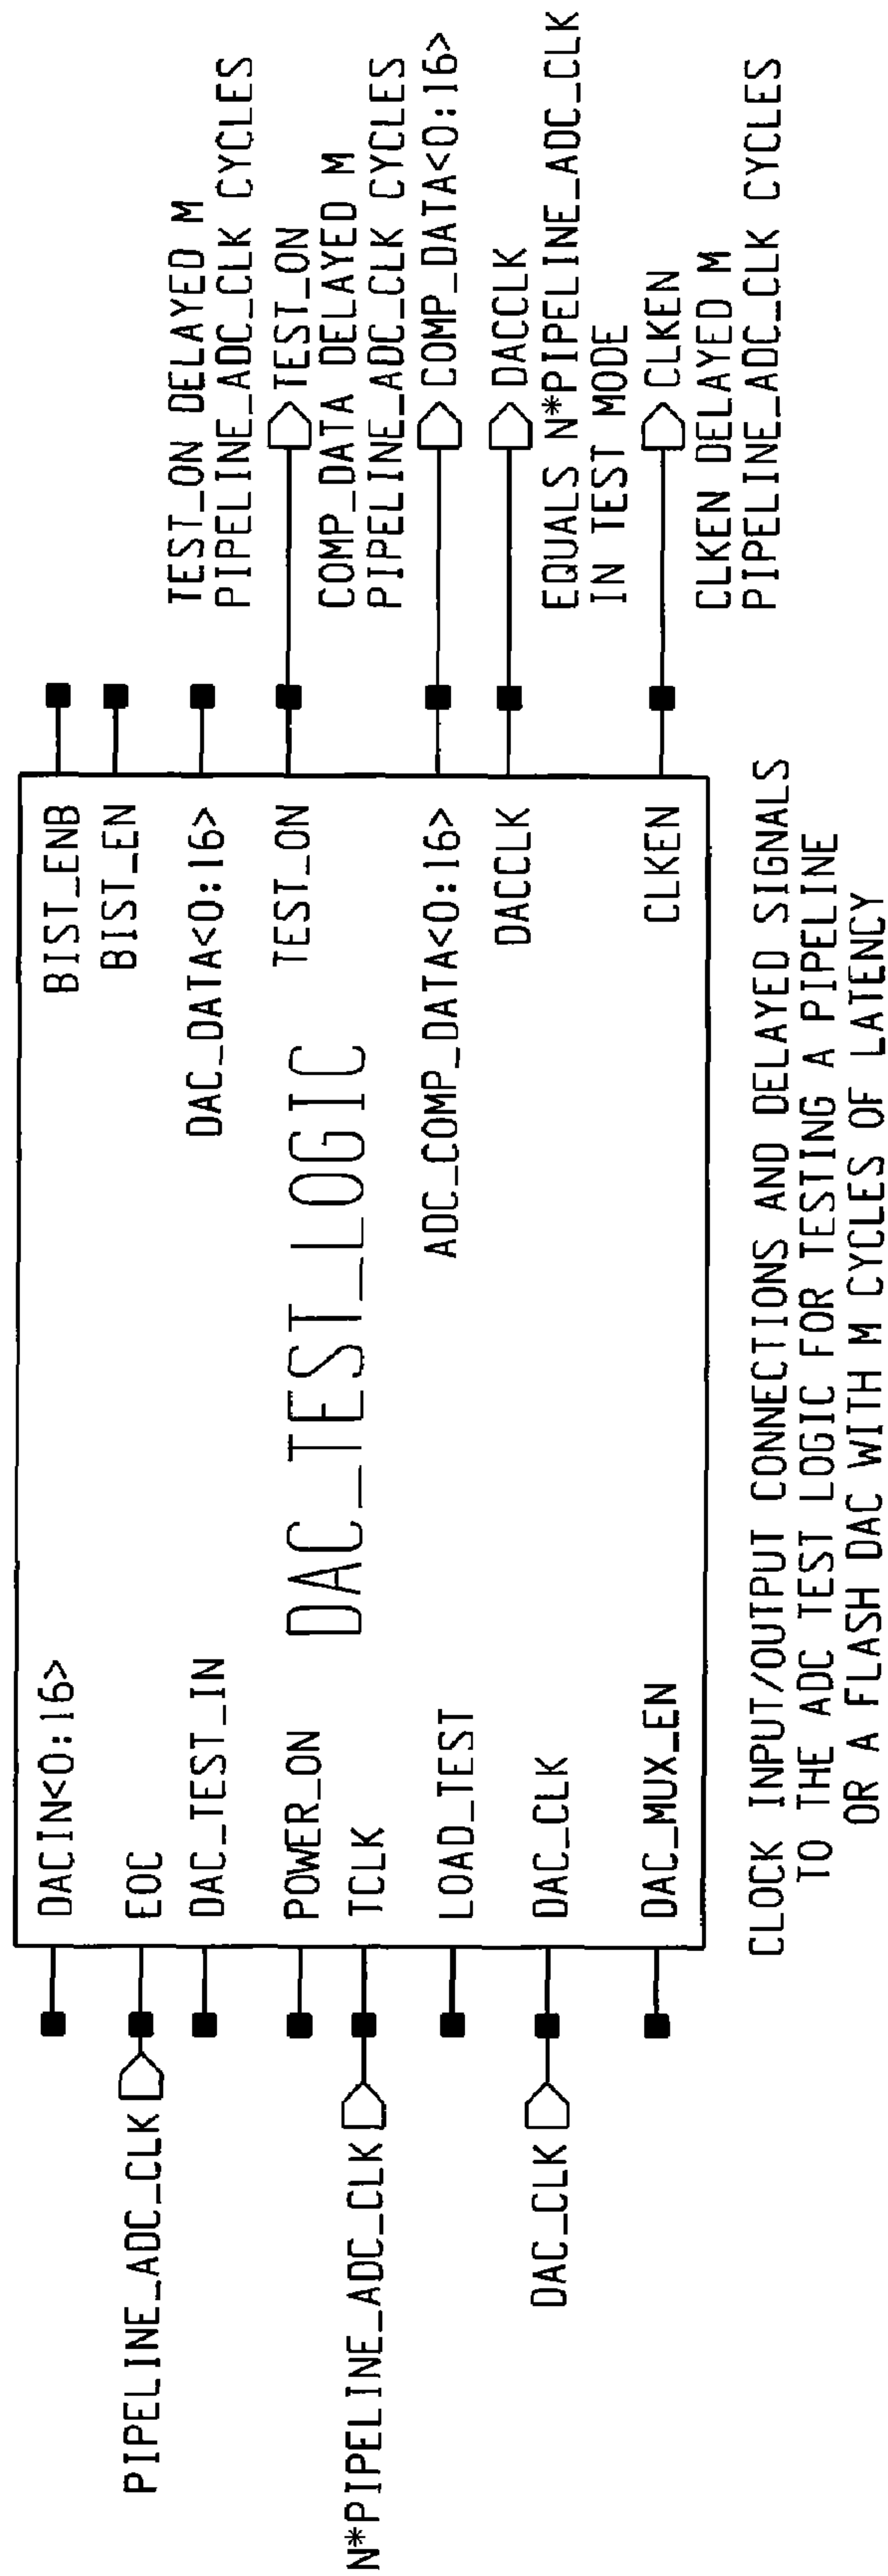 PIPELINE_ADC_CLK
N*PIPELINE_ADC_CLK
DAC_CLK
DACIN<0:16>
EOC
DAC_TEST_IN
POWER_ON
TCLK
LOAD_TEST
DAC_CLK
DAC_MUX_EN
DAC_TEST_LOGIC
BIST_ENB
BIST_EN
DAC_DATA<0:16>
TEST_ON
ADC_COMP_DATA<0:16>
DACCLK
CLKEN
TEST_ON DELAYED M
PIPELINE_ADC_CLK CYCLES
TEST_ON
COMP_DATA DELAYED M
PIPELINE_ADC_CLK CYCLES
COMP_DATA<0:16>
DACCLK
EQUALS N*PIPELINE_ADC_CLK
IN TEST MODE
CLKEN
CLKEN DELAYED M
PIPELINE_ADC_CLK CYCLES
CLOCK INPUT/OUTPUT CONNECTIONS AND DELAYED SIGNALS
TO THE ADC TEST LOGIC FOR TESTING A PIPELINE
OR A FLASH DAC WITH M CYCLES OF LATENCY